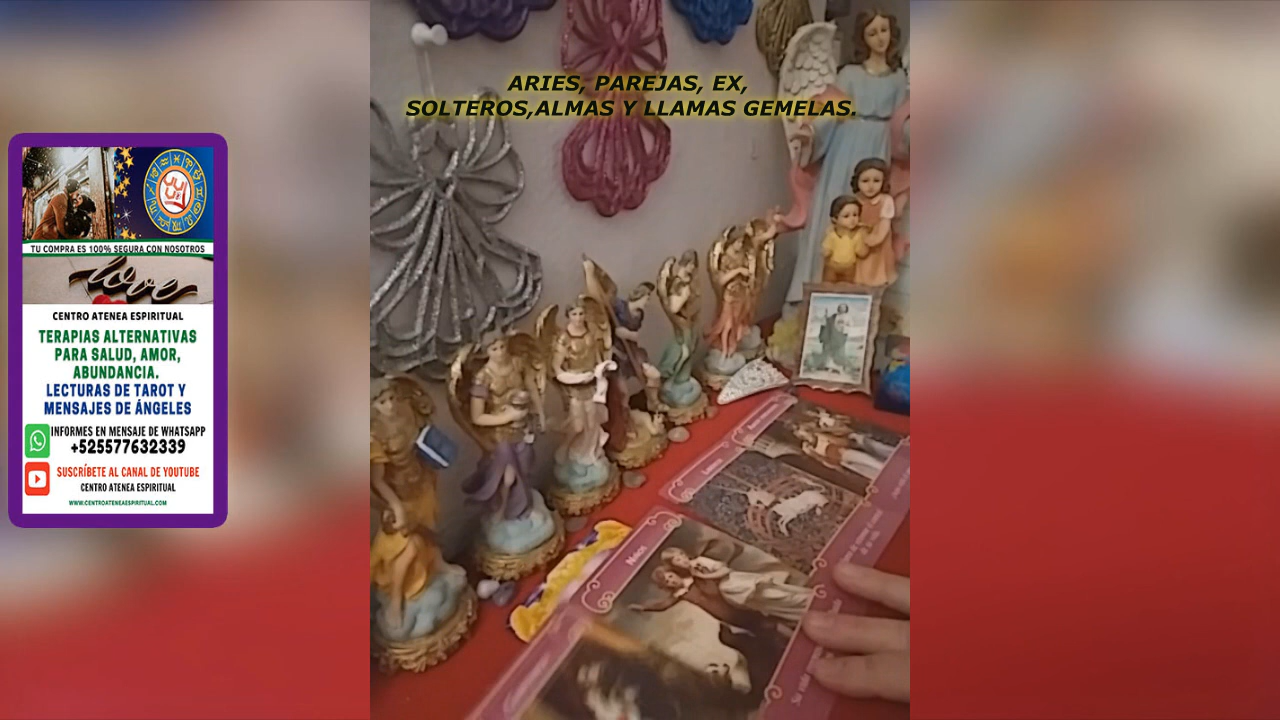 ARIES, PAREJAS, EX,
SOLTEROS,ALMAS Y LLAMAS GEMELAS.
TU COMPRA ES 100% SEGURA CON NOSOTROS
love
CENTRO ATENEA ESPIRITUAL
TERAPIAS ALTERNATIVAS
PARA SALUD, AMOR,
ABUNDANCIA.
LECTURAS DE TAROT Y
MENSAJES DE ÁNGELES
INFORMES EN MENSAJE DE WHATSAPP
+525577632339
SUSCRÍBETE AL CANAL DE YOUTUBE
CENTRO ATENEA ESPIRITUAL
WWW.CENTROATENEAESPIRITUAL.COM
Niños